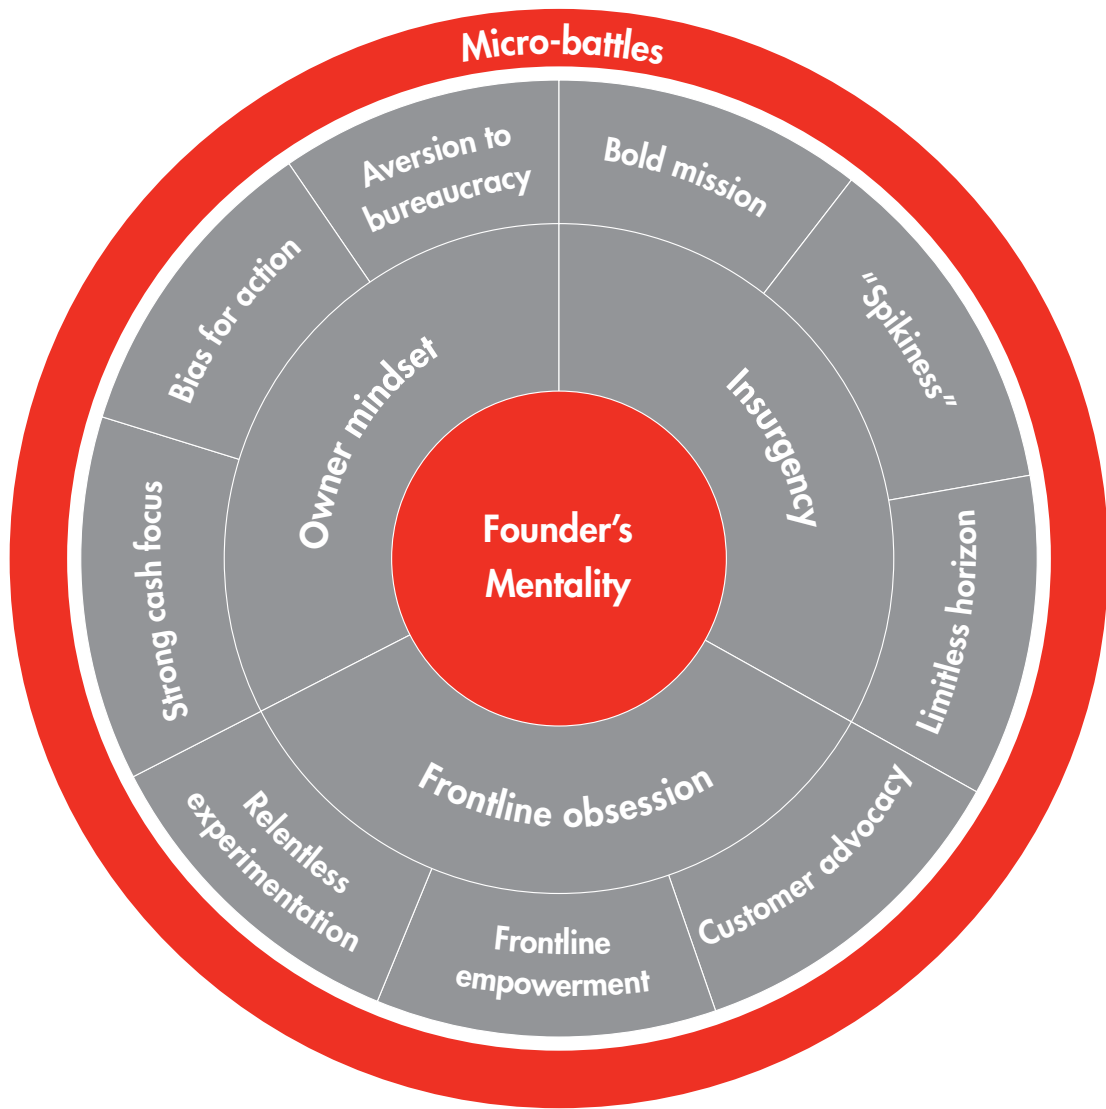 Micro-battles
Aversion to
bureaucracy
Bold mission
Bias for action
“Spikiness”
Owner mindset
Insurgency
Strong cash focus
Founder’s
Mentality
Limitless horizon
Frontline obsession
Relentless
experimentation
Customer advocacy
Frontline
empowerment